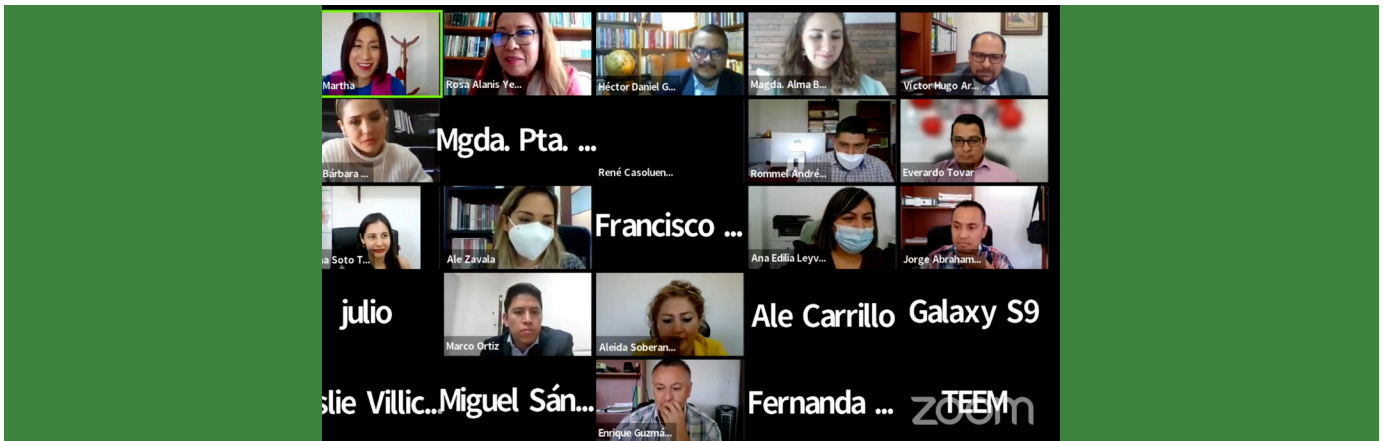 Martha
Rosa Alanis Ye...
Héctor Daniel G...
Magda. Alma B...
Víctor Hugo Ar...
Bárbara ...
Mgda. Pta. ...
René Casoluen...
Rommel André...
Everardo Tovar
a Soto T...
Ale Zavala
Francisco ...
Ana Edilia Leyv...
Jorge Abraham...
julio
Marco Ortiz
Aleida Soberan...
Ale Carrillo
Galaxy S9
slie Villic...
Miguel Sán...
Enrique Guzmá...
Fernanda ...
TEEM
zoom